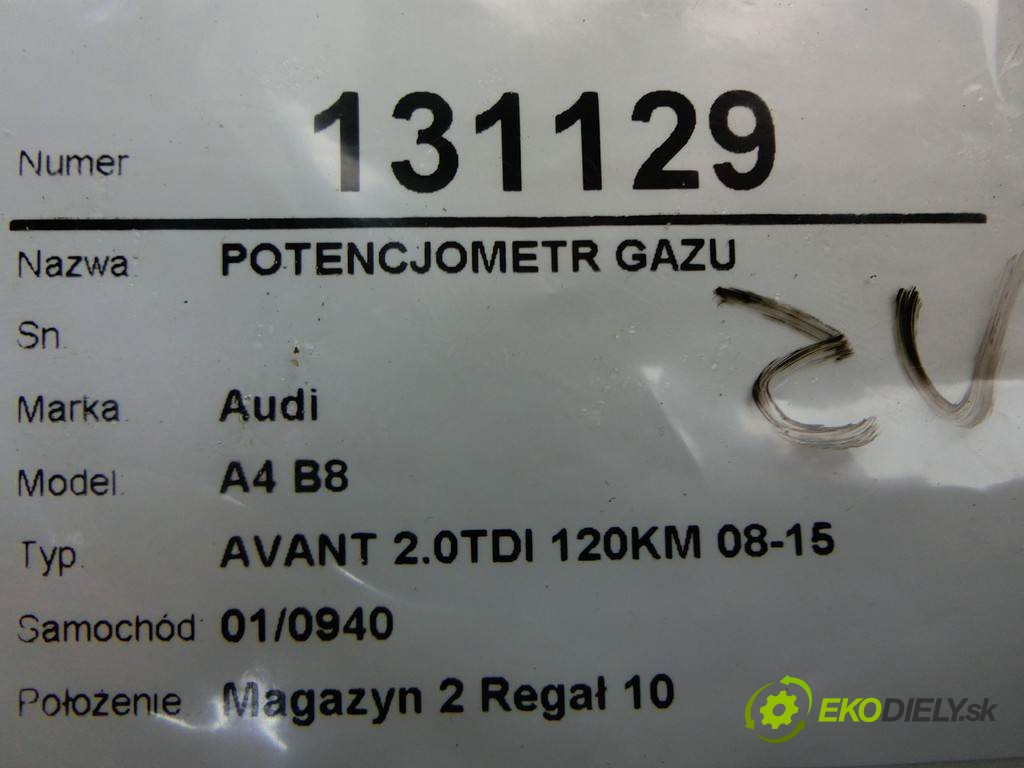 Numer 131129
Nazwa: POTENCJOMETR GAZU
Sn.
Marka Audi
Model: A4 B8
Typ. AVANT 2.0TDI 120KM 08-15
Samochód 01/0940
Położenie Magazyn 2 Regał 10
EKODIELY.sk